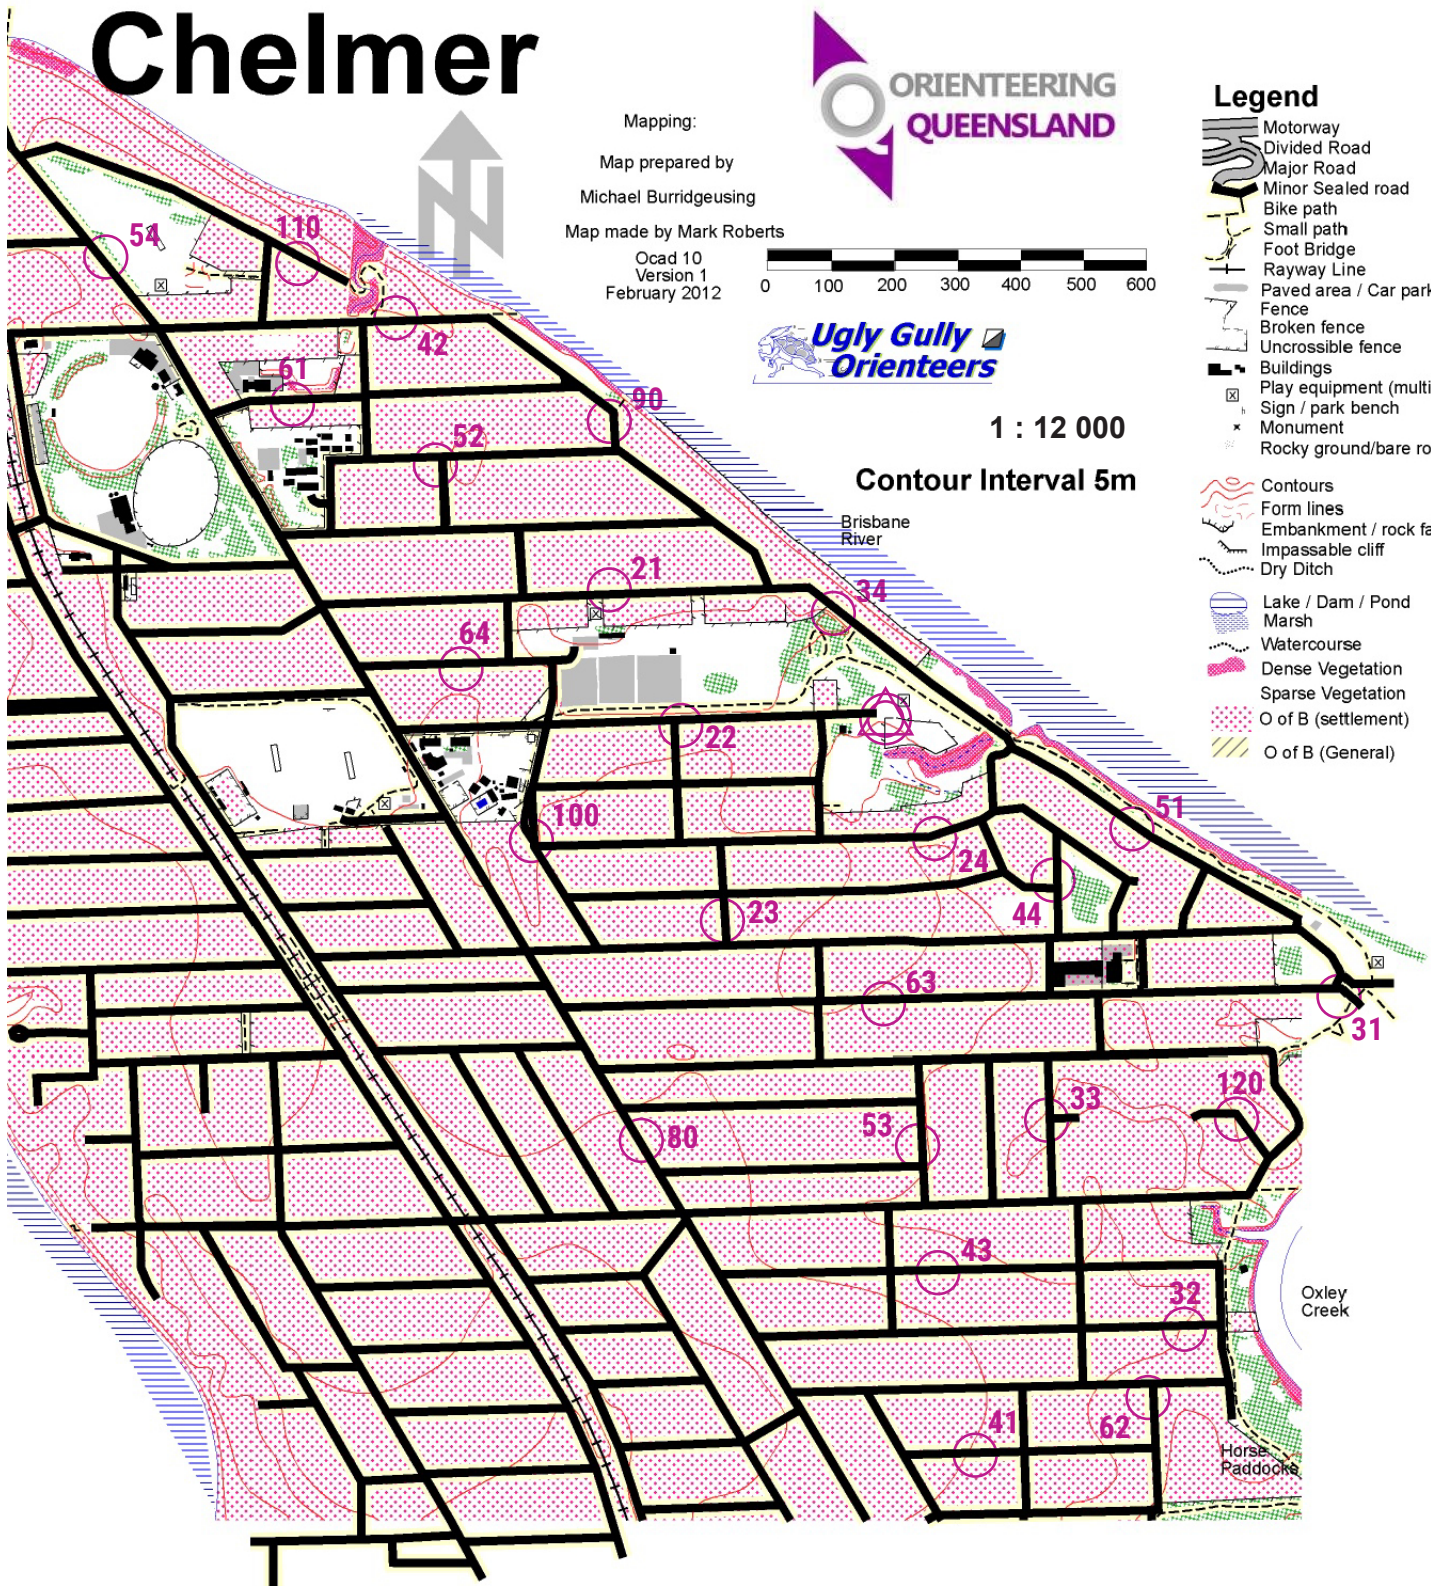 Chelmer
Mapping:
Map prepared by
Michael Burridgeusing
Map made by Mark Roberts
Ocad 10
Version 1
February 2012
ORIENTEERING
QUEENSLAND
0 100 200 300 400 500 600
Ugly Gully
Orienteers
1 : 12 000
Contour Interval 5m
Legend
Motorway
Divided Road
Major Road
Minor Sealed road
Bike path
Small path
Foot Bridge
Rayway Line
Paved area / Car park
Fence
Broken fence
Uncrossible fence
Buildings
Play equipment (multi
Sign / park bench
Monument
Rocky ground/bare ro
Contours
Form lines
Embankment / rock fa
Impassable cliff
Dry Ditch
Lake / Dam / Pond
Marsh
Watercourse
Dense Vegetation
Sparse Vegetation
O of B (settlement)
O of B (General)
Brisbane
River
54
110
42
61
90
52
21
34
64
22
100
51
24
44
23
63
31
120
33
53
80
43
32
41
62
Oxley
Creek
Horse
Paddocks